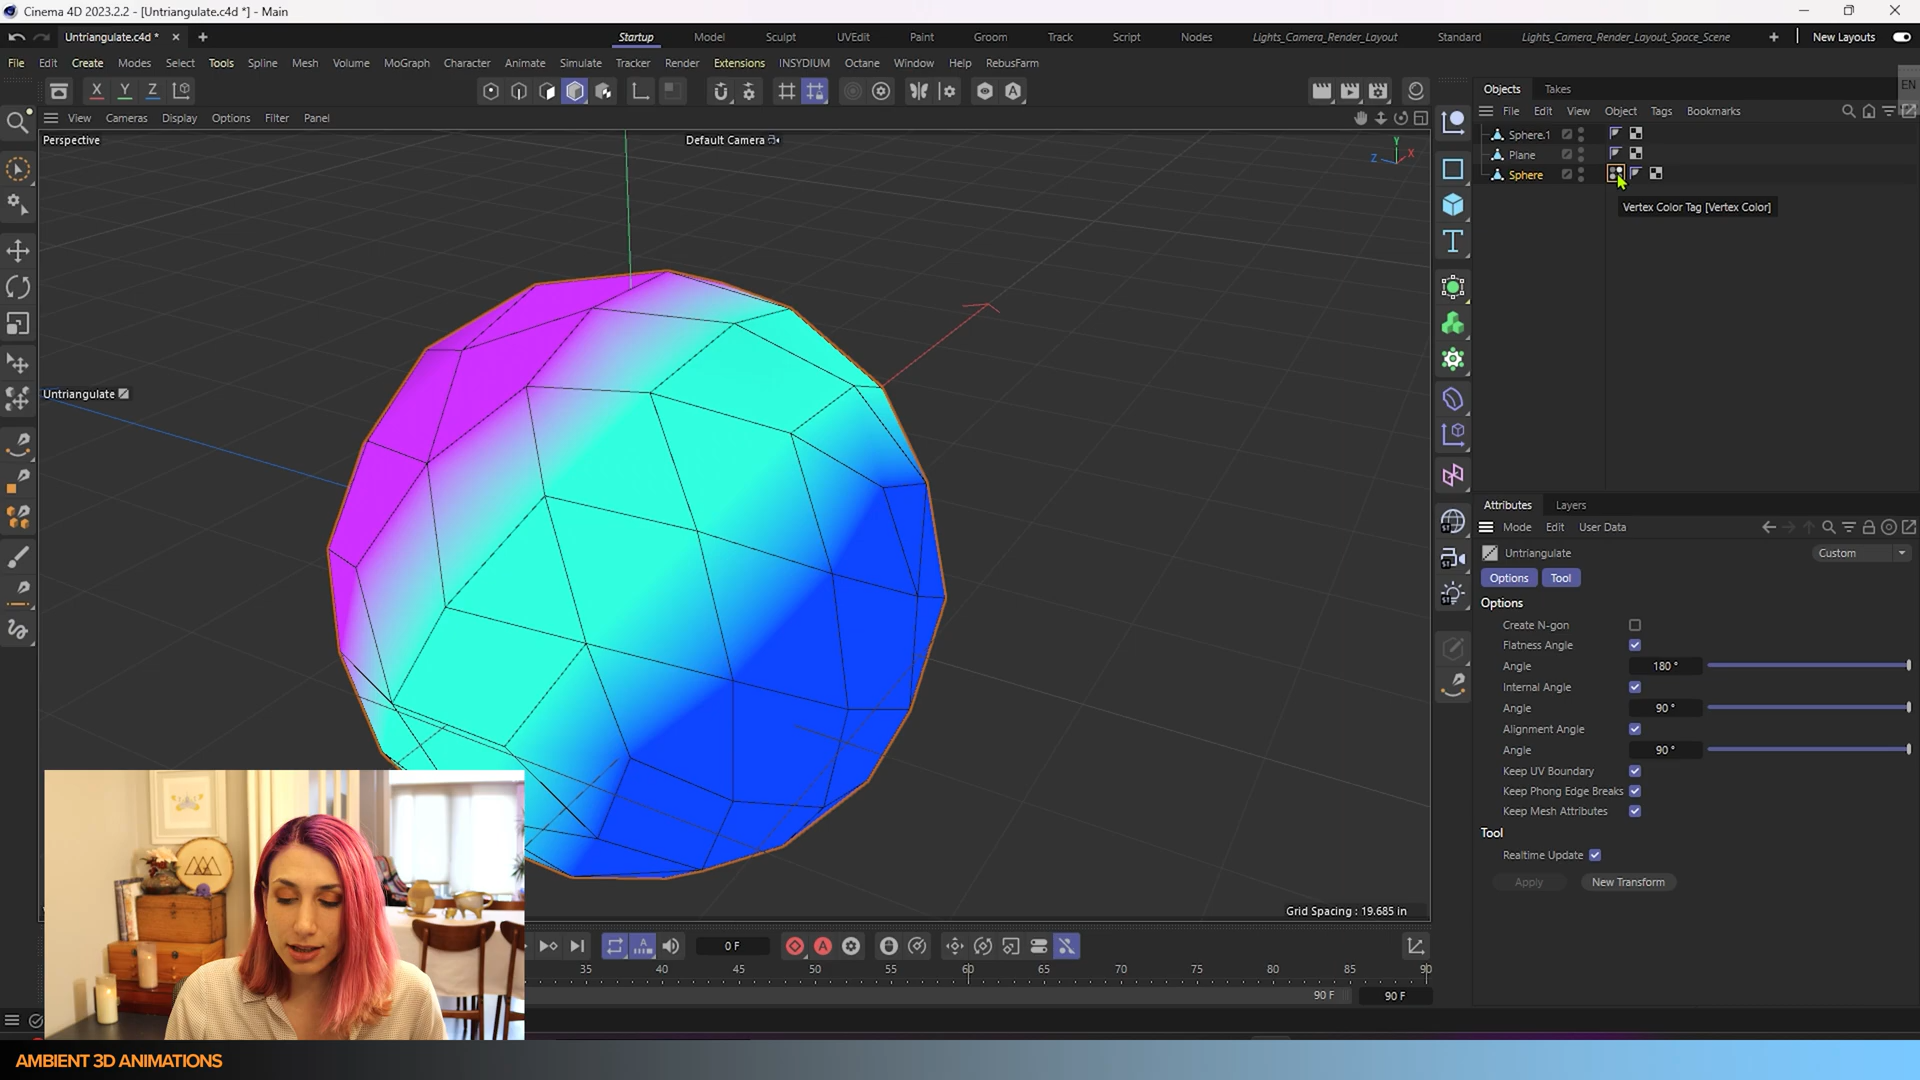 Cinema 4D 2023.2.2 - [Untriangulate.c4d *] - Main
Untriangulate.c4d *
Startup Model Sculpt UVEdit Paint Groom Track Script Nodes Lights_Camera_Render_Layout Standard Lights_Camera_Render_Layout_Space_Scene + New Layouts
File Edit Create Modes Select Tools Spline Mesh Volume MoGraph Character Animate Simulate Tracker Render Extensions INSYDIUM Octane Window Help RebusFarm
EN
X Y Z
Objects Takes
View Cameras Display Options Filter Panel
File Edit View Object Tags Bookmarks
Perspective
Default Camera
Y
Z X
Sphere.1
Plane
Sphere
Vertex Color Tag [Vertex Color]
Untriangulate
Attributes Layers
Mode Edit User Data
Untriangulate
Custom
Options Tool
Options
Create N-gon
Flatness Angle
Angle 180 °
Internal Angle
Angle 90 °
Alignment Angle
Angle 90 °
Keep UV Boundary
Keep Phong Edge Breaks
Keep Mesh Attributes
Tool
Realtime Update
Apply New Transform
Grid Spacing : 19.685 in
0 F
35 40 45 50 55 60 65 70 75 80 85 90
90 F 90 F
AMBIENT 3D ANIMATIONS